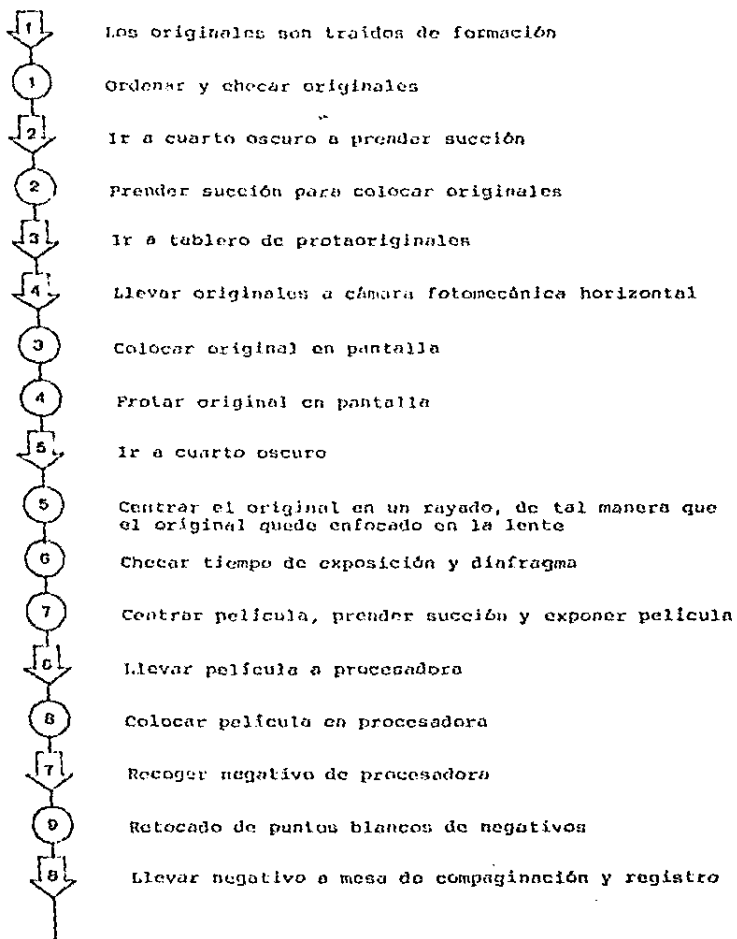 1 Los originales son traídos de formación
1 Ordenar y checar originales
2 Ir a cuarto oscuro a prender succión
2 Prender succión para colocar originales
3 Ir a tablero de protaoriginales
4 Llevar originales a cámara fotomecánica horizontal
3 Colocar original en pantalla
4 Frotar original en pantalla
5 Ir a cuarto oscuro
5 Centrar el original en un rayado, de tal manera que
el original quede enfocado en la lente
6 Checar tiempo de exposición y diafragma
7 Centrar película, prender succión y exponer película
6 Llevar película a procesadora
8 Colocar película en procesadora
7 Recoger negativo de procesadora
9 Retocado de puntos blancos de negativos
8 Llevar negativo a mesa de compaginación y registro